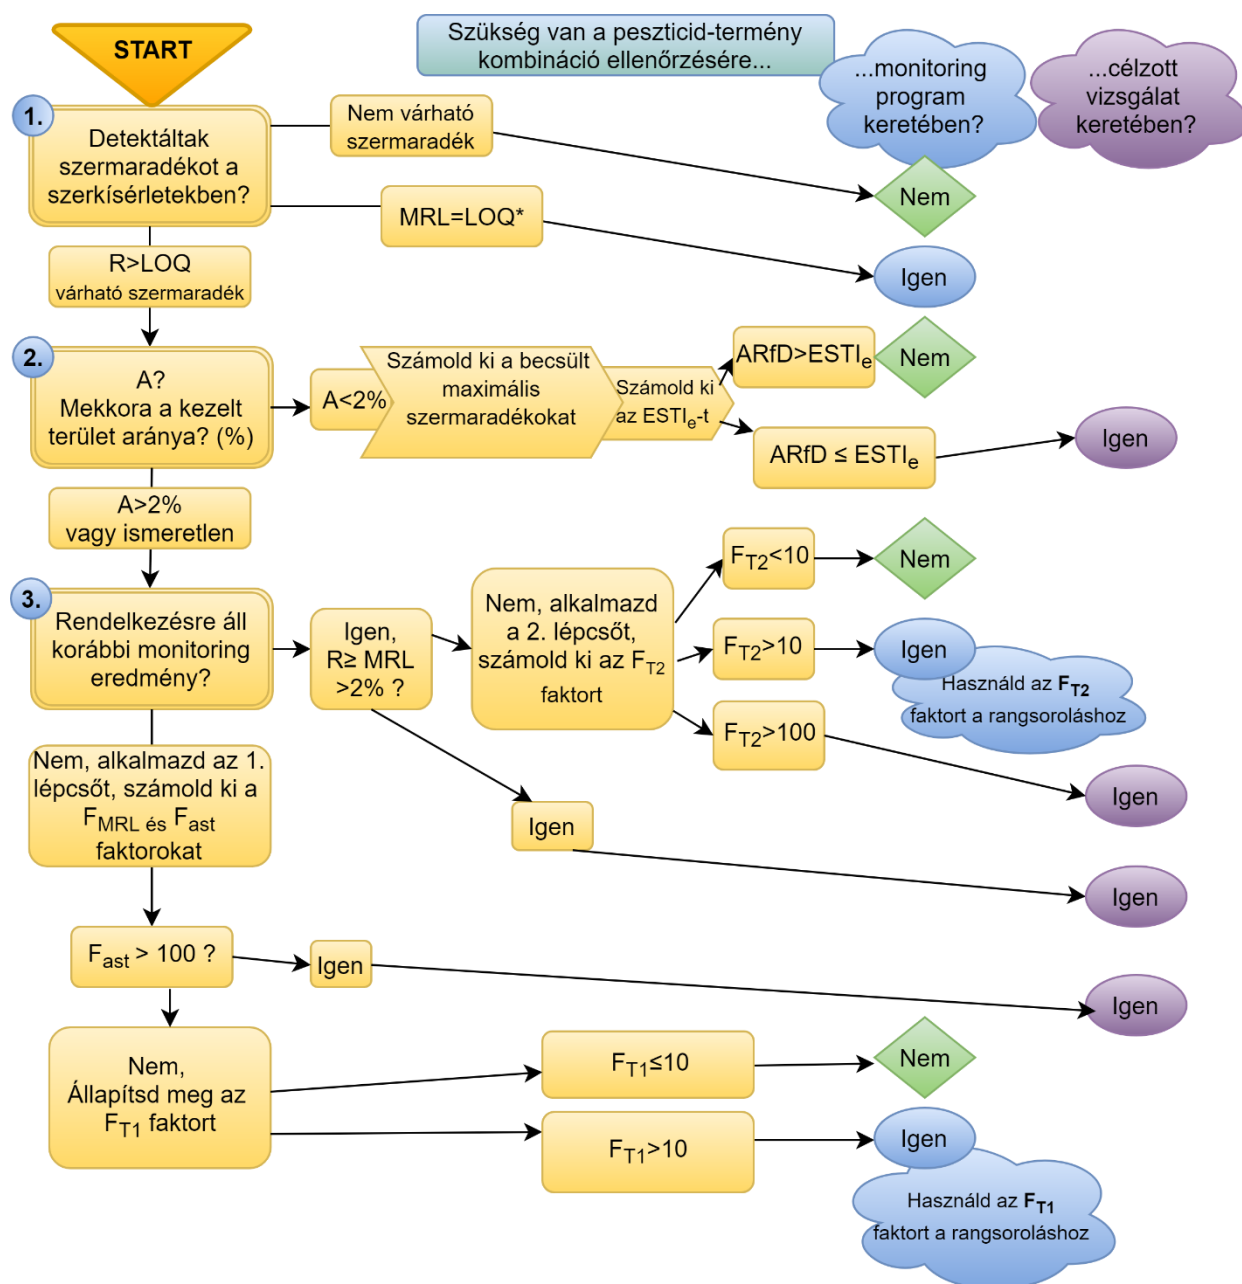 START
Szükség van a peszticid-termény
kombináció ellenőrzésére...
...monitoring
program
keretében?
...célzott
vizsgálat
keretében?
1.
Detektáltak
szermaradékot a
szerkísérletekben?
Nem várható
szermaradék
Nem
MRL=LOQ*
Igen
R>LOQ
várható szermaradék
2.
A?
Mekkora a kezelt
terület aránya? (%)
A<2%
Számold ki a becsült
maximális
szermaradékokat
Számold ki
az ESTIe-t
ARfD>ESTIe
Nem
ARfD ≤ ESTIe
Igen
A>2%
vagy ismeretlen
3.
Rendelkezésre áll
korábbi monitoring
eredmény?
Igen,
R≥ MRL
>2% ?
Nem, alkalmazd
a 2. lépcsőt,
számold ki az FT2
faktort
FT2<10
Nem
FT2>10
Igen
Használd az FT2
faktort a rangsoroláshoz
FT2>100
Igen
Igen
Igen
Nem, alkalmazd az 1.
lépcsőt, számold ki a
FMRL és Fast
faktorokat
Fast > 100 ?
Igen
Igen
Nem,
Állapítsd meg az
FT1 faktort
FT1≤10
Nem
FT1>10
Igen
Használd az FT1
faktort a rangsoroláshoz